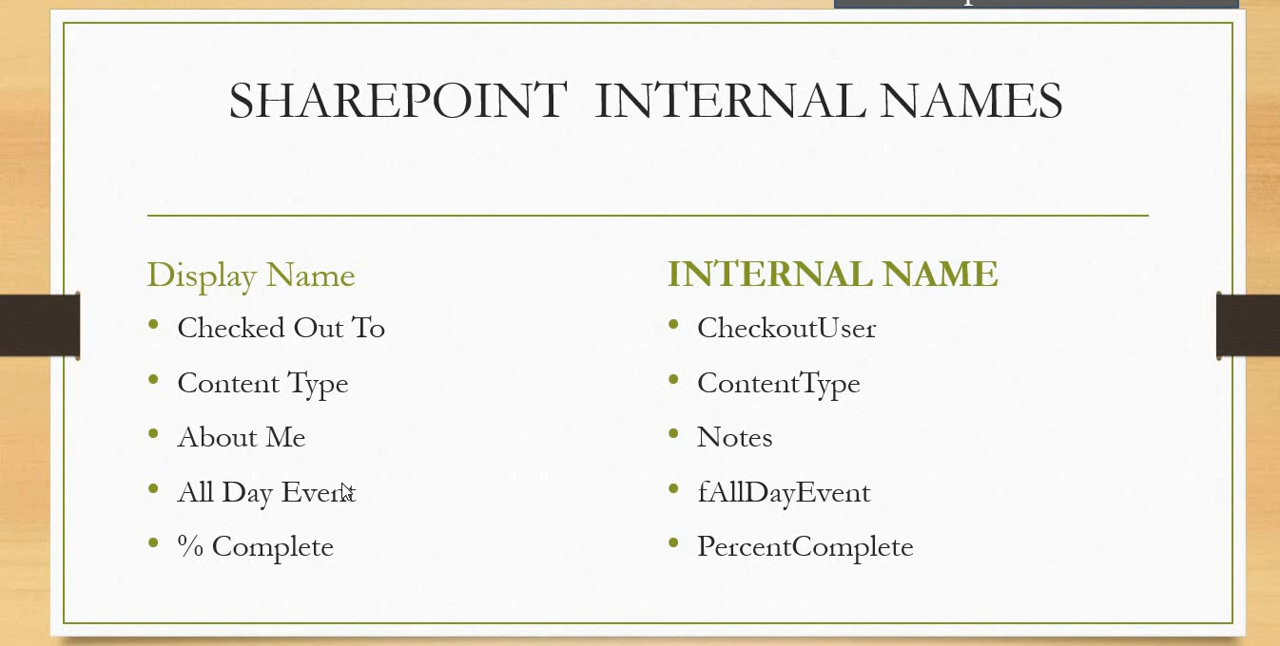 SHAREPOINT INTERNAL NAMES
Display Name
• Checked Out To
• Content Type
• About Me
• All Day Event
• % Complete
INTERNAL NAME
• CheckoutUser
• ContentType
• Notes
• fAllDayEvent
• PercentComplete